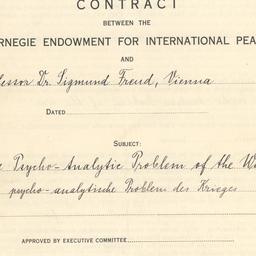 CONTRACT
BETWEEN THE
RNEGIE ENDOWMENT FOR INTERNATIONAL PEA
AND
essor Dr. Sigmund Freud, Vienna
DATED
SUBJECT:
e Psycho-Analytic Problem of the W
psycho-analytische Problem des Krieges
APPROVED BY EXECUTIVE COMMITTEE